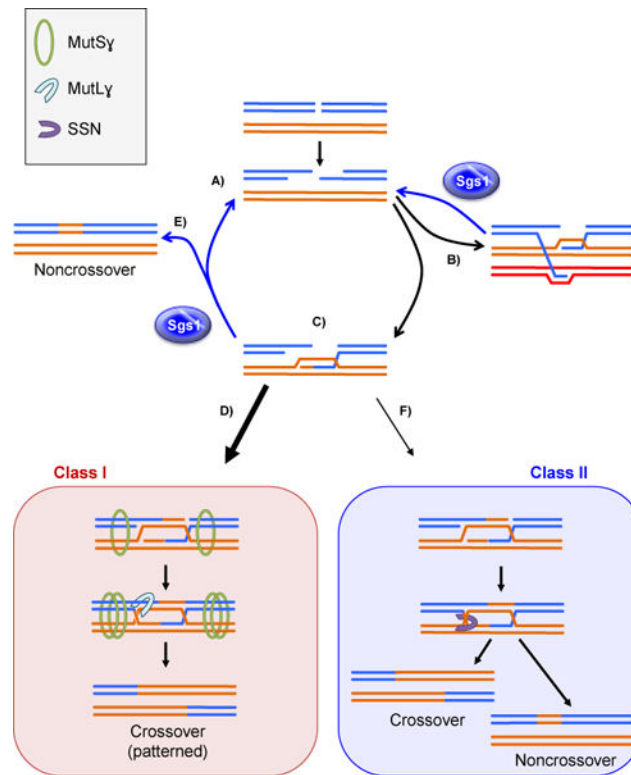 MutSɣ
MutLɣ
SSN
A)
Sgs1
E)
B)
Noncrossover
Sgs1
C)
D)
F)
Class I
Class II
Crossover
(patterned)
Crossover
Noncrossover